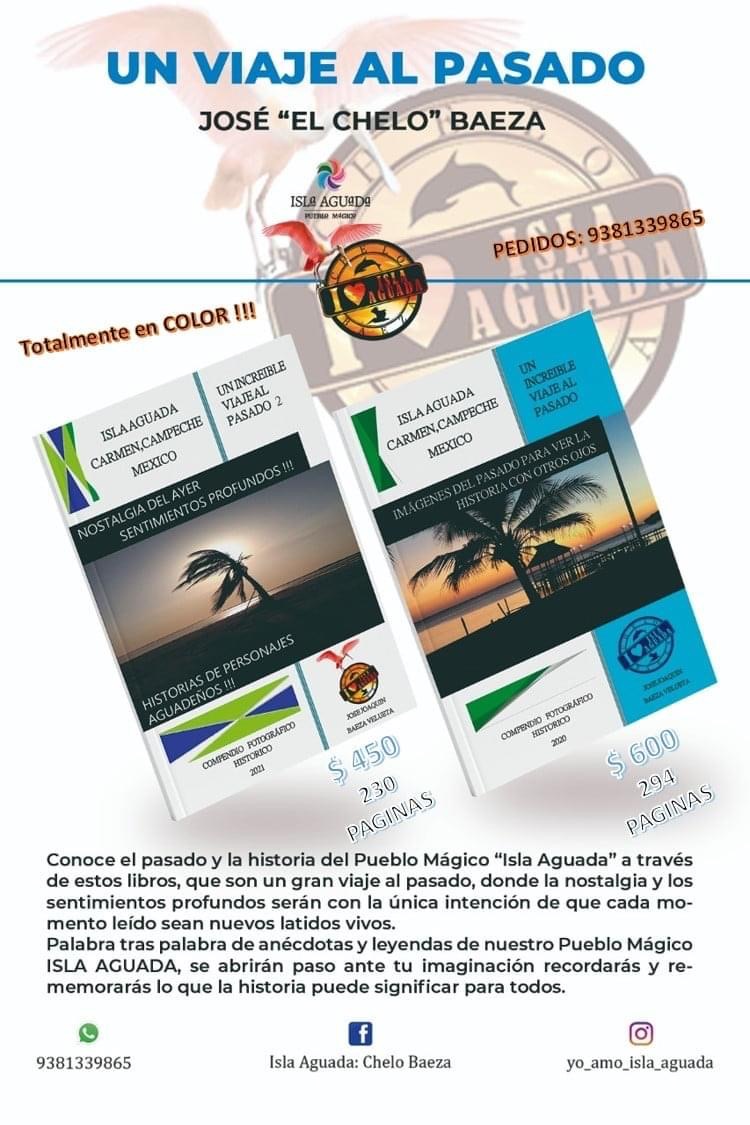 UN VIAJE AL PASADO
JOSÉ “EL CHELO” BAEZA
ISLa AGUaDa
PUEBLO MÁGICO
PEDIDOS: 9381339865
CHELO
I ISLA
AGUADA
BAEZA
I ISLA
AGUADA
Totalmente en COLOR !!!
ISLA AGUADA
CARMEN,CAMPECHE
MEXICO
UN INCREIBLE
VIAJE AL
PASADO 2
NOSTALGIA DEL AYER
SENTIMIENTOS PROFUNDOS !!!
HISTORIAS DE PERSONAJES
AGUADEÑOS !!!
COMPENDIO FOTOGRÁFICO
HISTORICO
2021
JOSE JOAQUIN
BAEZA VELUETA
$ 450
230
PAGINAS
ISLA AGUADA
CARMEN,CAMPECHE
MEXICO
UN
INCREIBLE
VIAJE AL
PASADO
IMÁGENES DEL PASADO PARA VER LA
HISTORIA CON OTROS OJOS
COMPENDIO FOTOGRÁFICO
HISTORICO
2020
JOSE JOAQUIN
BAEZA VELUETA
$ 600
294
PAGINAS
Conoce el pasado y la historia del Pueblo Mágico “Isla Aguada” a través
de estos libros, que son un gran viaje al pasado, donde la nostalgia y los
sentimientos profundos serán con la única intención de que cada mo-
mento leído sean nuevos latidos vivos.
Palabra tras palabra de anécdotas y leyendas de nuestro Pueblo Mágico
ISLA AGUADA, se abrirán paso ante tu imaginación recordarás y re-
memorarás lo que la historia puede significar para todos.
9381339865
Isla Aguada: Chelo Baeza
yo_amo_isla_aguada